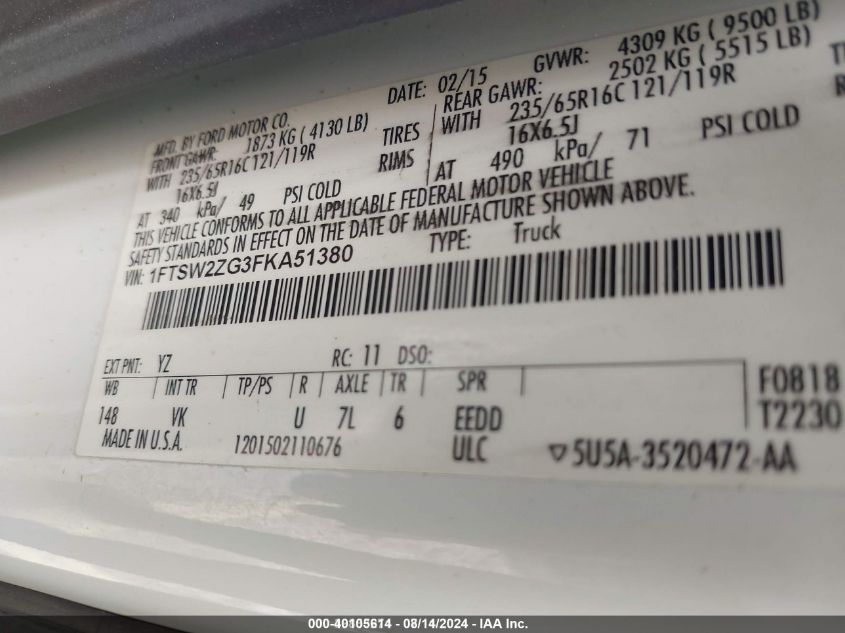 MFD. BY FORD MOTOR CO. DATE: 02/15 GVWR: 4309 KG ( 9500 LB)
FRONT GAWR: 1873 KG ( 4130 LB) REAR GAWR: 2502 KG ( 5515 LB)
WITH 235/65R16C 121/119R TIRES WITH 235/65R16C 121/119R
16X6.5J RIMS 16X6.5J
AT 340 kPa/ 49 PSI COLD AT 490 kPa/ 71 PSI COLD
THIS VEHICLE CONFORMS TO ALL APPLICABLE FEDERAL MOTOR VEHICLE
SAFETY STANDARDS IN EFFECT ON THE DATE OF MANUFACTURE SHOWN ABOVE.
VIN: 1FTSW2ZG3FKA51380 TYPE: Truck
EXT PNT: YZ RC: 11 DSO:
WB INT TR TP/PS R AXLE TR SPR F0818
148 VK U 7L 6 EEDD T2230
MADE IN U.S.A. 1201502110676 ULC 5U5A-3520472-AA
000-40105614 - 08/14/2024 - IAA Inc.